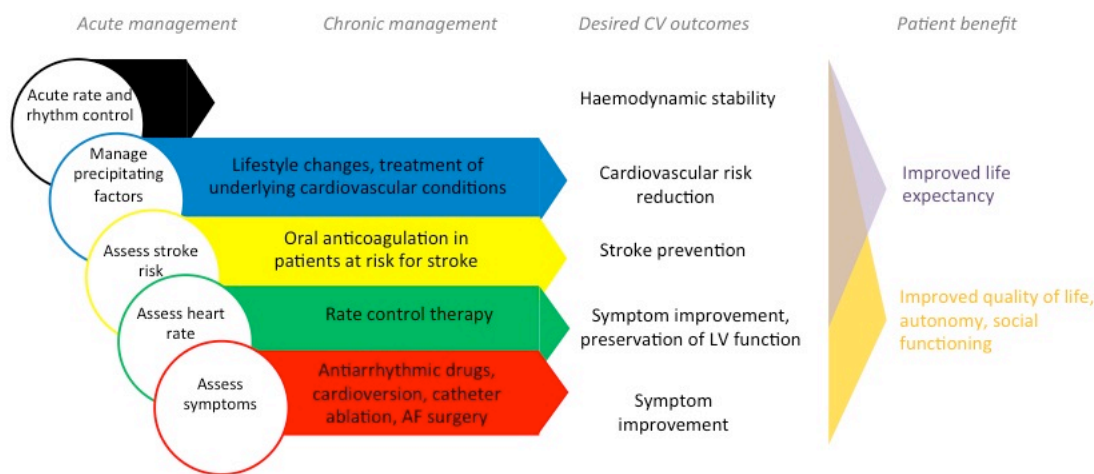 Acute management
Chronic management
Desired CV outcomes
Patient benefit
Acute rate and
rhythm control
Haemodynamic stability
Manage
precipitating
factors
Lifestyle changes, treatment of
underlying cardiovascular conditions
Cardiovascular risk
reduction
Improved life
expectancy
Assess stroke
risk
Oral anticoagulation in
patients at risk for stroke
Stroke prevention
Assess heart
rate
Rate control therapy
Symptom improvement,
preservation of LV function
Improved quality of life,
autonomy, social
functioning
Assess
symptoms
Antiarrhythmic drugs,
cardioversion, catheter
ablation, AF surgery
Symptom
improvement